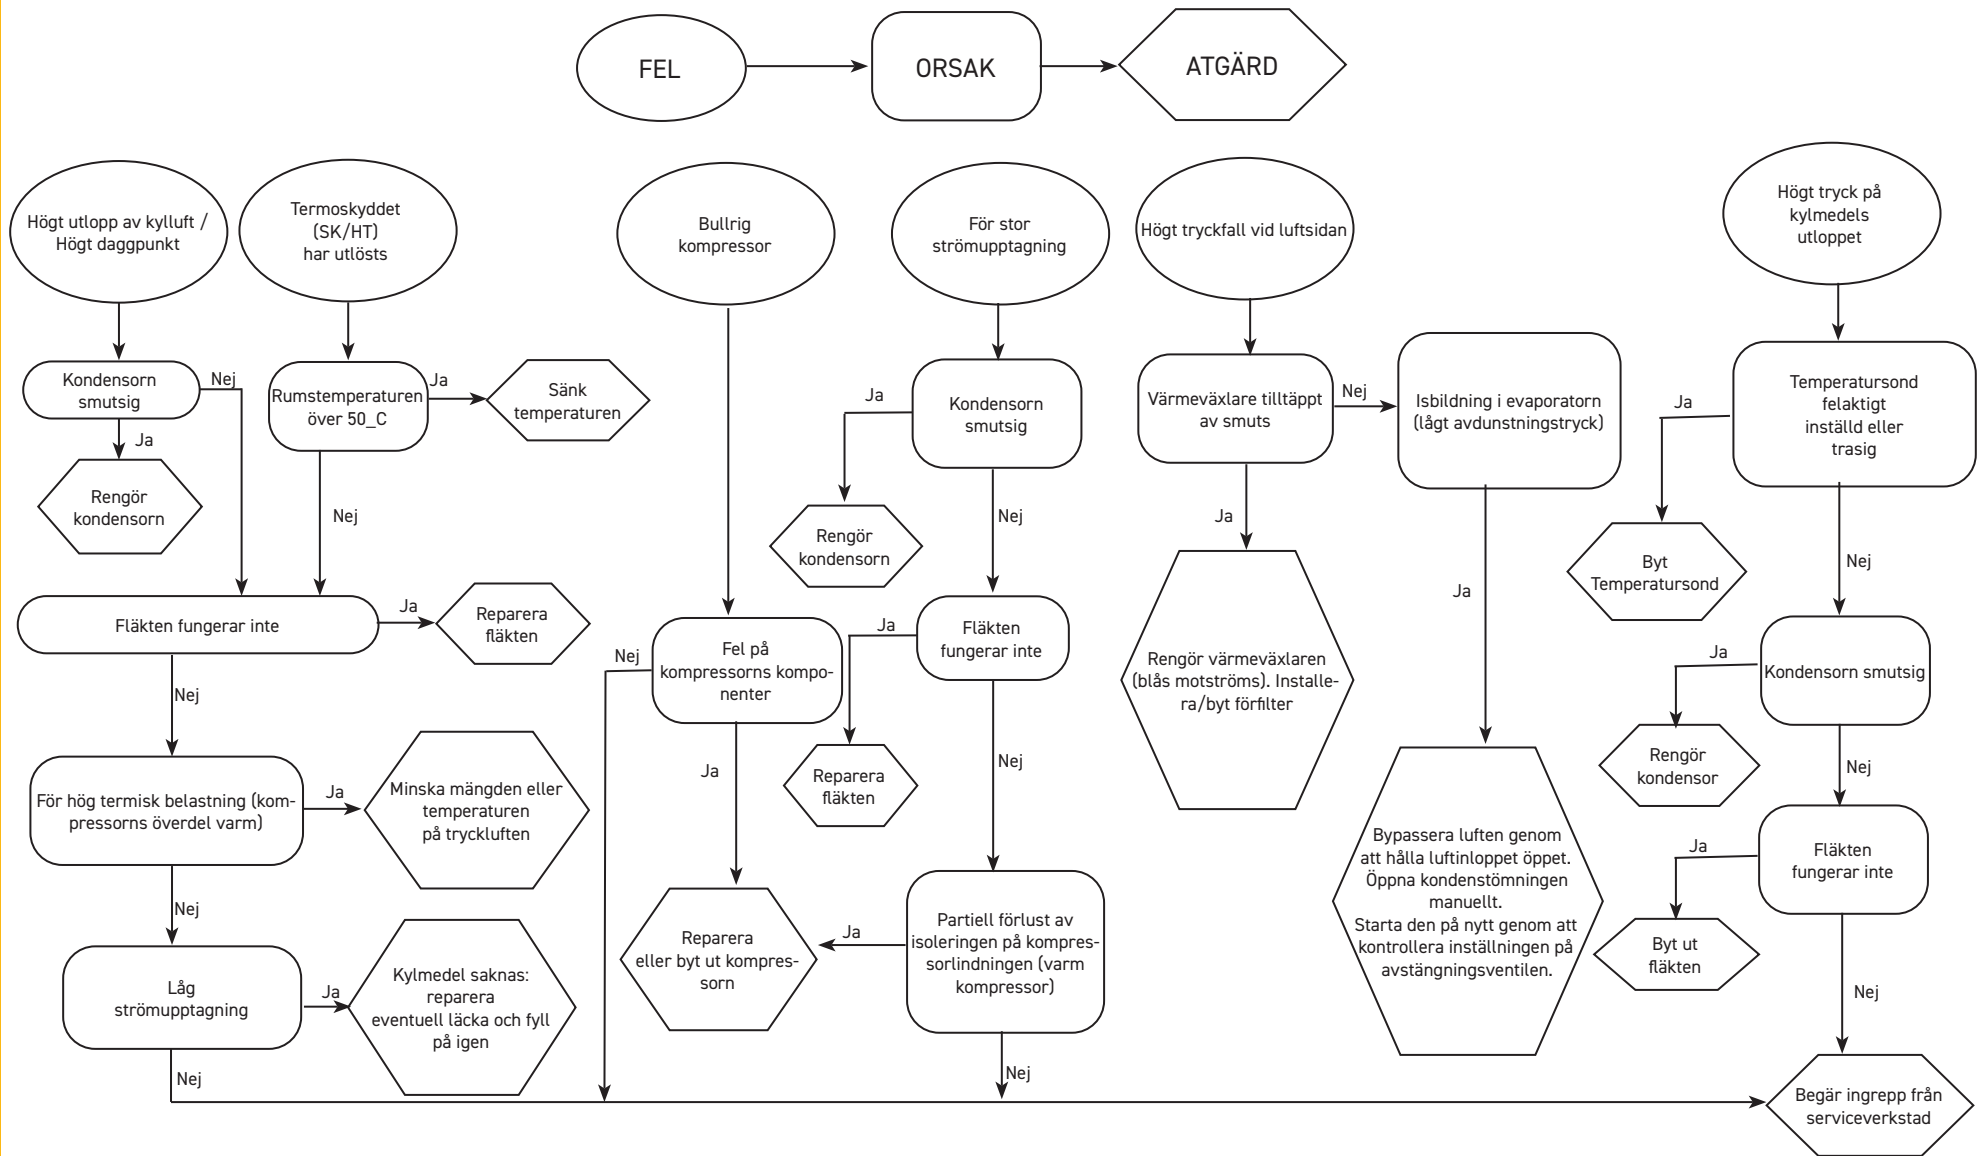 FEL
ORSAK
ATGÄRD
Högt utlopp av kylluft /
Högt daggpunkt
Termoskyddet
(SK/HT)
har utlösts
Bullrig
kompressor
För stor
strömupptagning
Högt tryckfall vid luftsidan
Högt tryck på
kylmedels
utloppet
Kondensorn
smutsig
Nej
Ja
Rengör
kondensorn
Rumstemperaturen
över 50_C
Ja
Sänk
temperaturen
Nej
Fläkten fungerar inte
Ja
Reparera
fläkten
Nej
För hög termisk belastning (kom-
pressorns överdel varm)
Ja
Minska mängden eller
temperaturen
på tryckluften
Nej
Låg
strömupptagning
Ja
Kylmedel saknas:
reparera
eventuell läcka och fyll
på igen
Nej
Fel på
kompressorns kompo-
nenter
Nej
Ja
Reparera
eller byt ut kompres-
sorn
Kondensorn
smutsig
Ja
Rengör
kondensorn
Nej
Fläkten
fungerar inte
Ja
Reparera
fläkten
Nej
Partiell förlust av
isoleringen på kompres-
sorlindningen (varm
kompressor)
Ja
Nej
Värmeväxlare tilltäppt
av smuts
Nej
Ja
Rengör värmeväxlaren
(blås motströms). Installe-
ra/byt förfilter
Isbildning i evaporatorn
(lågt avdunstningstryck)
Ja
Bypassera luften genom
att hålla luftinloppet öppet.
Öppna kondenstömningen
manuellt.
Starta den på nytt genom att
kontrollera inställningen på
avstängningsventilen.
Temperatursond
felaktigt
inställd eller
trasig
Ja
Byt
Temperatursond
Nej
Kondensorn smutsig
Ja
Rengör
kondensor
Nej
Fläkten
fungerar inte
Ja
Byt ut
fläkten
Nej
Begär ingrepp från
serviceverkstad